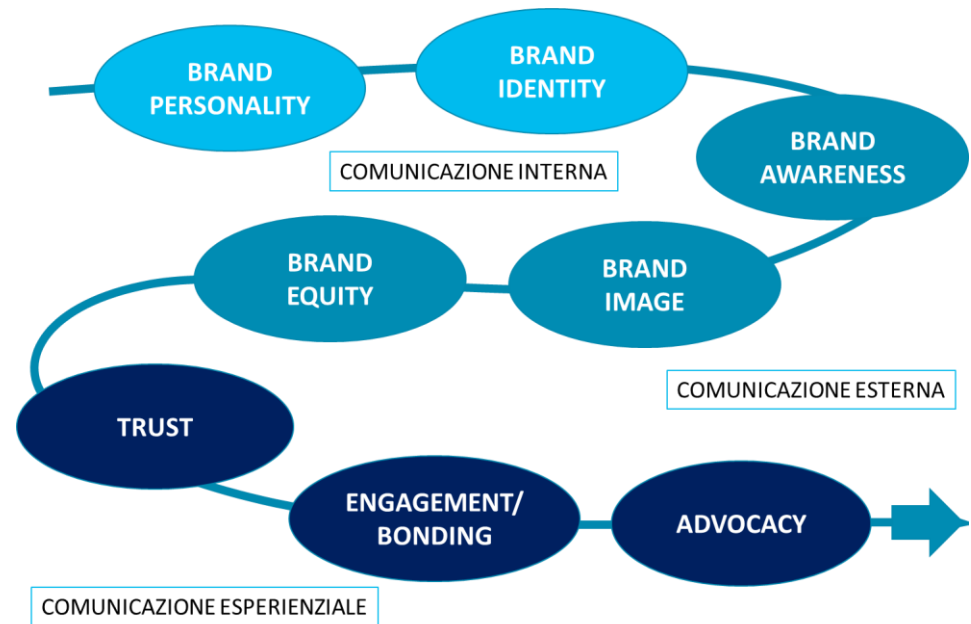 BRAND
PERSONALITY
BRAND
IDENTITY
BRAND
AWARENESS
COMUNICAZIONE INTERNA
BRAND
EQUITY
BRAND
IMAGE
COMUNICAZIONE ESTERNA
TRUST
ENGAGEMENT/
BONDING
ADVOCACY
COMUNICAZIONE ESPERIENZIALE